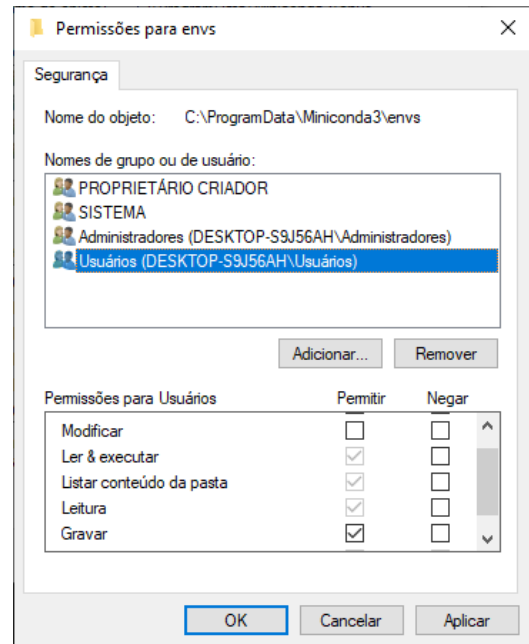 Permissões para envs
Segurança
Nome do objeto: C:\ProgramData\Miniconda3\envs
Nomes de grupo ou de usuário:
PROPRIETÁRIO CRIADOR
SISTEMA
Administradores (DESKTOP-S9J56AH\Administradores)
Usuários (DESKTOP-S9J56AH\Usuários)
Adicionar... Remover
Permissões para Usuários Permitir Negar
Modificar
Ler & executar
Listar conteúdo da pasta
Leitura
Gravar
OK Cancelar Aplicar